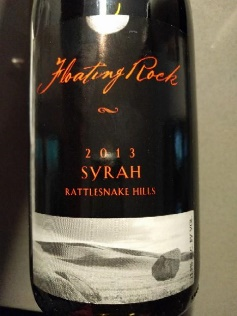 Floating Rock
2013
SYRAH
RATTLESNAKE HILLS